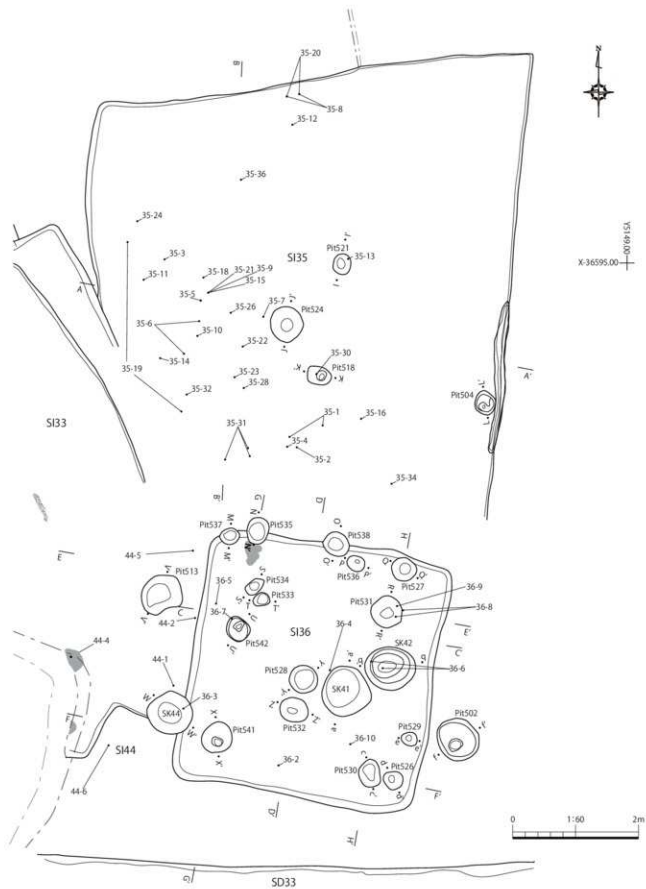 35-20
B
N
35-8
35-12
35-36
35-24
Y5149.00
X-36595.00
SI35
Pit521
35-13
35-3
35-11
35-18
35-21
35-9
35-15
A
35-5
35-26
35-7
Pit524
35-6
35-10
35-22
35-14
35-30
Pit518
K
K'
A'
35-19
35-23
35-28
35-32
Pit504
L
L'
35-1
35-16
35-31
35-4
35-2
SI33
35-34
B'
G
D
M
N
O
Pit537
Pit535
Pit538
H
E
44-5
M'
Pit536
P
P'
Q
Q'
Pit527
Pit513
V
V'
C
36-5
S
Pit534
Pit533
S'
T
T'
R
36-9
Pit531
36-8
44-2
36-7
U
U'
Pit542
SI36
36-4
R'
E'
C
SK42
44-4
44-1
Pit528
36-6
W
36-3
SK44
W'
SK41
Pit532
X
Pit541
X'
Pit529
Pit502
SI44
36-10
44-6
36-2
Pit530
Pit526
F'
D'
H'
0
1:60
2m
G'
SD33